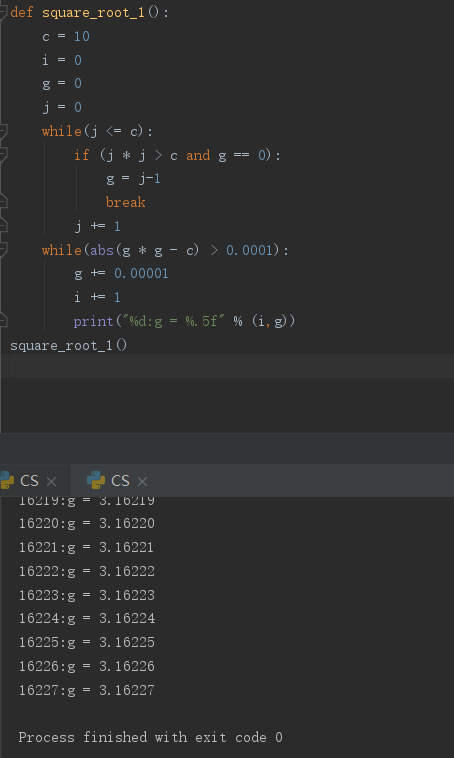 def square_root_1():
c = 10
i = 0
g = 0
j = 0
while(j <= c):
if (j * j > c and g == 0):
g = j-1
break
j += 1
while(abs(g * g - c) > 0.0001):
g += 0.00001
i += 1
print("%d:g = %.5f" % (i,g))
square_root_1()
CS × CS ×
16219:g = 3.16219
16220:g = 3.16220
16221:g = 3.16221
16222:g = 3.16222
16223:g = 3.16223
16224:g = 3.16224
16225:g = 3.16225
16226:g = 3.16226
16227:g = 3.16227
Process finished with exit code 0